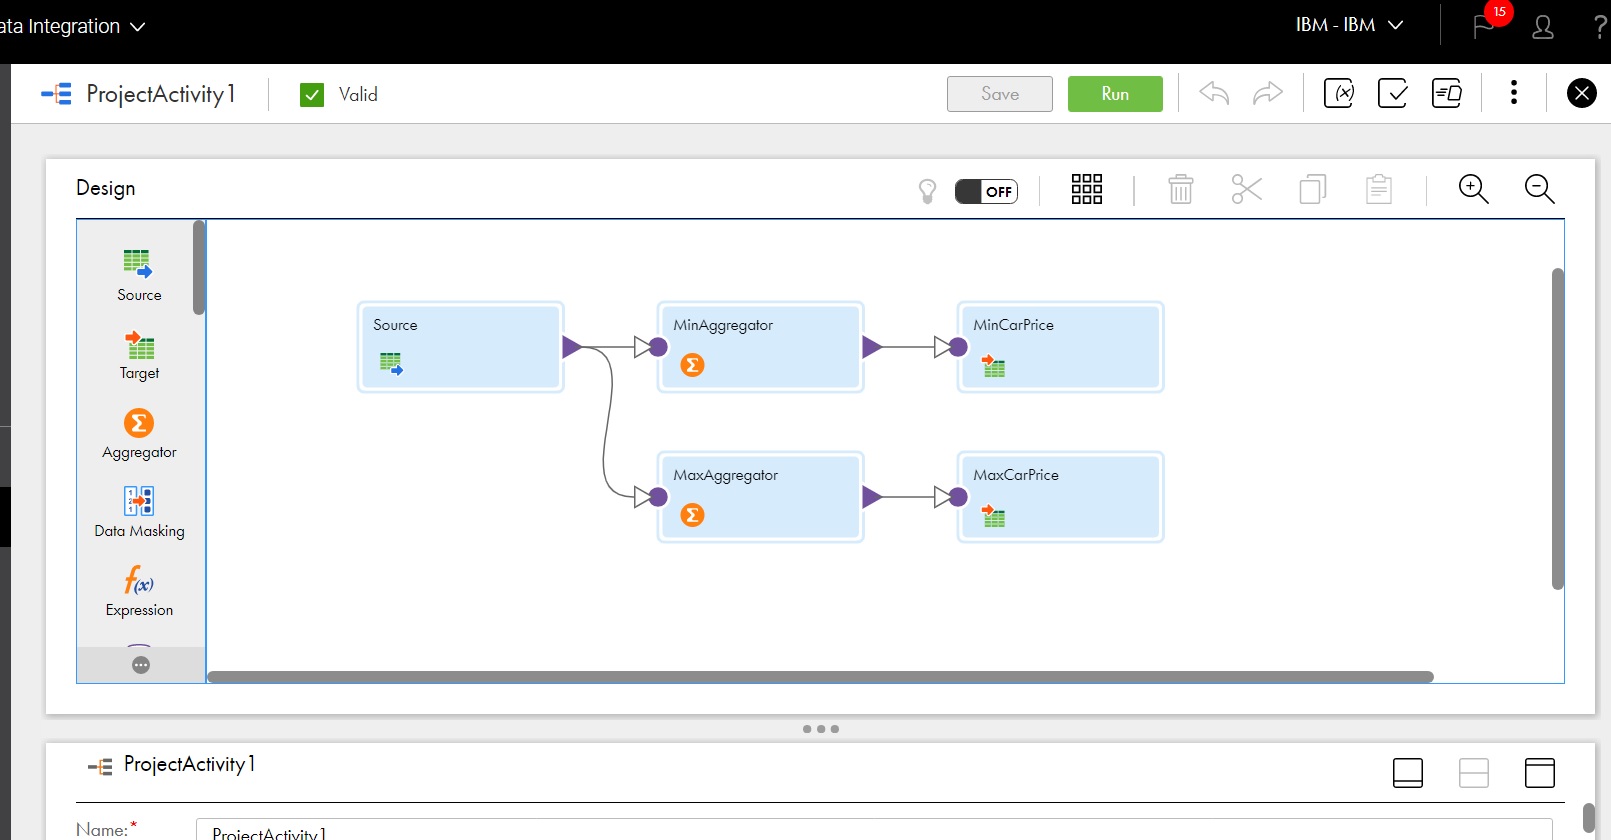 ata Integration
IBM - IBM
15
?
ProjectActivity1
Valid
Save
Run
(x)
Design
OFF
Source
Target
Aggregator
Data Masking
Expression
Source
MinAggregator
MinCarPrice
MaxAggregator
MaxCarPrice
ProjectActivity1
Name:*
ProjectActivity1